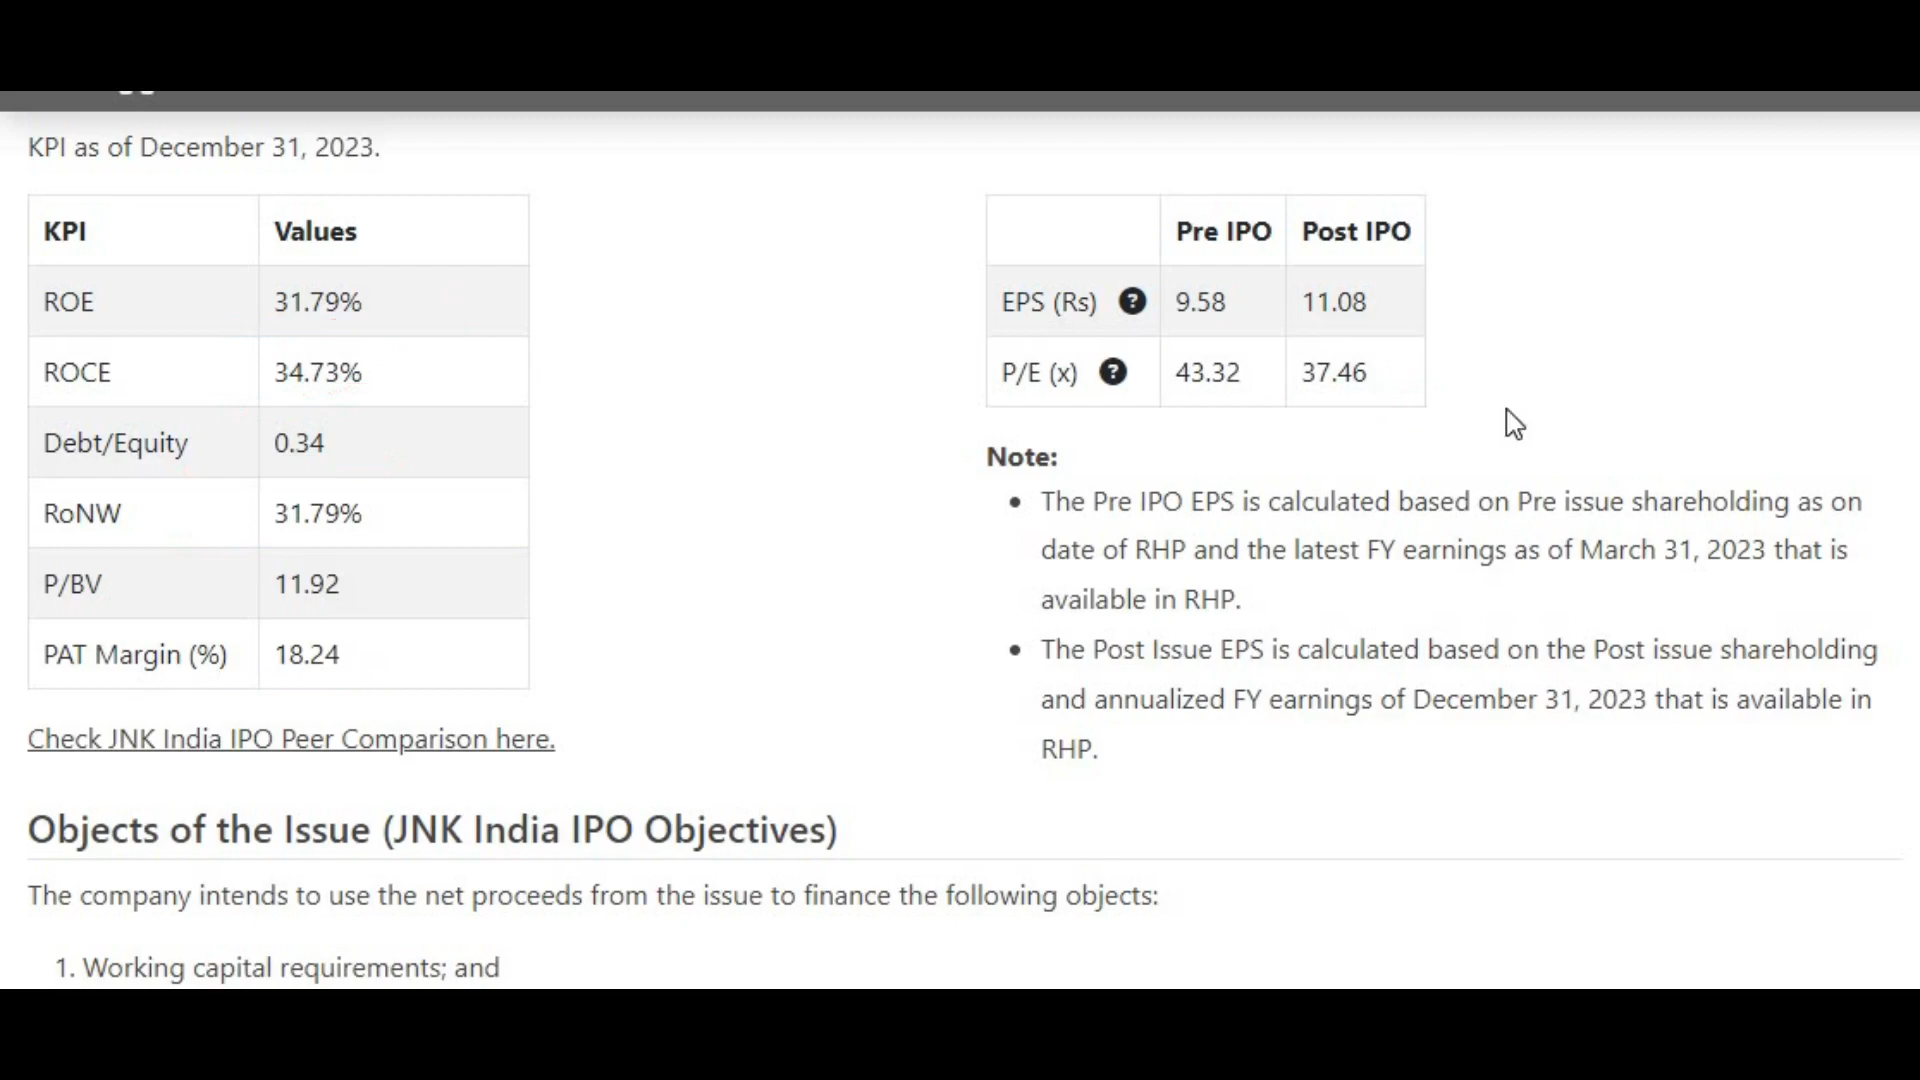 KPI as of December 31, 2023.
KPI Values
ROE 31.79%
ROCE 34.73%
Debt/Equity 0.34
RoNW 31.79%
P/BV 11.92
PAT Margin (%) 18.24
Check JNK India IPO Peer Comparison here.
Pre IPO Post IPO
EPS (Rs) ? 9.58 11.08
P/E (x) ? 43.32 37.46
Note:
• The Pre IPO EPS is calculated based on Pre issue shareholding as on
date of RHP and the latest FY earnings as of March 31, 2023 that is
available in RHP.
• The Post Issue EPS is calculated based on the Post issue shareholding
and annualized FY earnings of December 31, 2023 that is available in
RHP.
Objects of the Issue (JNK India IPO Objectives)
The company intends to use the net proceeds from the issue to finance the following objects:
1. Working capital requirements; and